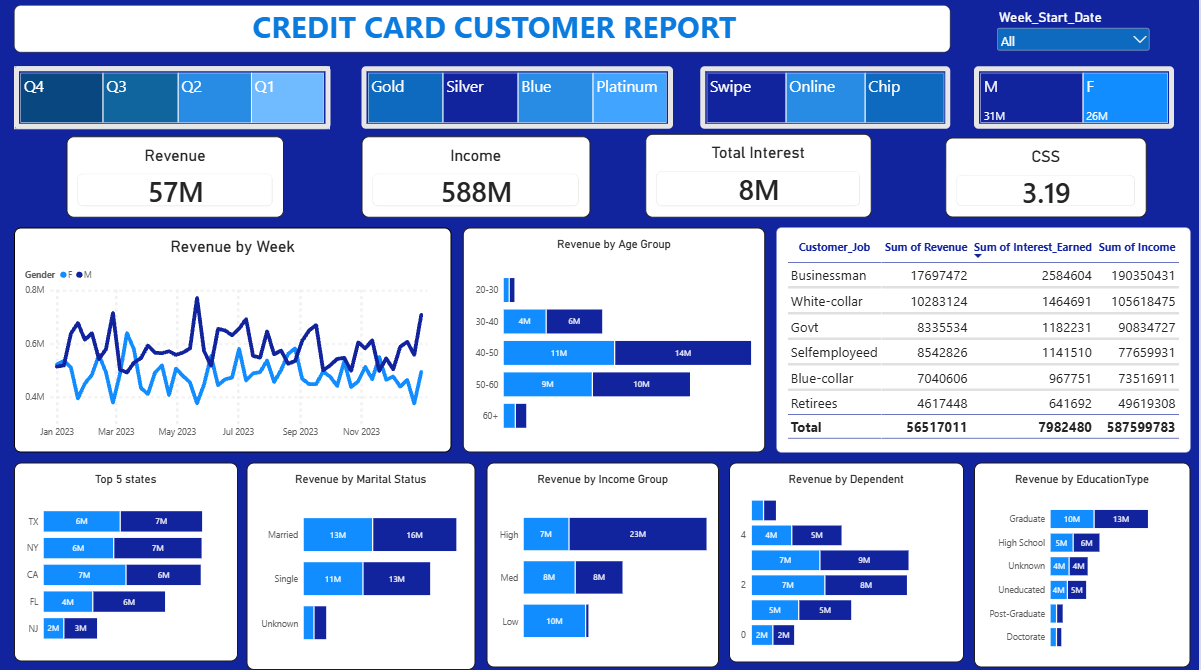 CREDIT CARD CUSTOMER REPORT
Week_Start_Date
All
Q4 Q3 Q2 Q1
Gold Silver Blue Platinum
Swipe Online Chip
M F
31M 26M
Revenue
57M
Income
588M
Total Interest
8M
CSS
3.19
Revenue by Week
Gender F M
0.8M
0.6M
0.4M
Jan 2023 Mar 2023 May 2023 Jul 2023 Sep 2023 Nov 2023
Revenue by Age Group
20-30
30-40 4M 6M
40-50 11M 14M
50-60 9M 10M
60+
Customer_Job Sum of Revenue Sum of Interest_Earned Sum of Income
Businessman 17697472 2584604 190350431
White-collar 10283124 1464691 105618475
Govt 8335534 1182231 90834727
Selfemployeed 8542826 1141510 77659931
Blue-collar 7040606 967751 73516911
Retirees 4617448 641692 49619308
Total 56517011 7982480 587599783
Top 5 states
TX 6M 7M
NY 6M 7M
CA 7M 6M
FL 4M 6M
NJ 2M 3M
Revenue by Marital Status
Married 13M 16M
Single 11M 13M
Unknown
Revenue by Income Group
High 7M 23M
Med 8M 8M
Low 10M
Revenue by Dependent
4 4M 5M
7M 9M
2 7M 8M
5M 5M
0 2M 2M
Revenue by EducationType
Graduate 10M 13M
High School 5M 6M
Unknown 4M 4M
Uneducated 4M 5M
Post-Graduate
Doctorate